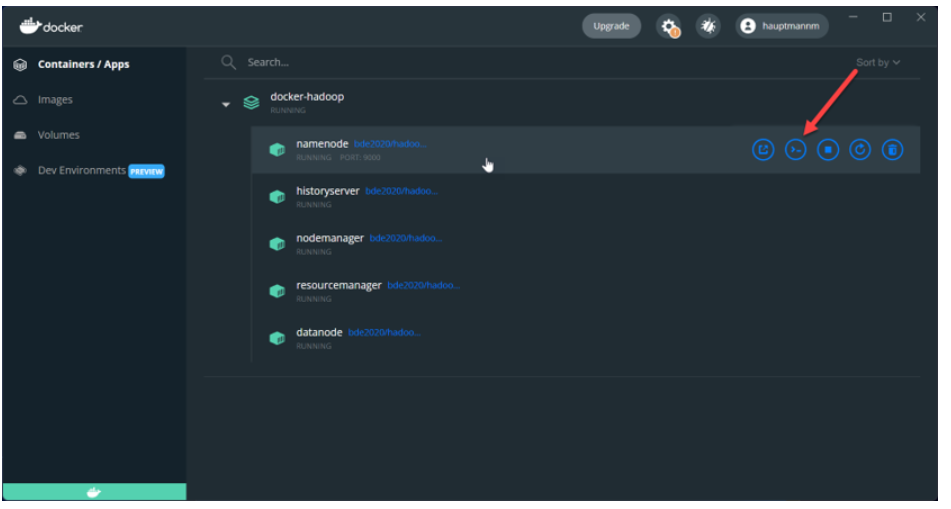 docker
Upgrade
hauptmannm
Containers / Apps
Images
Volumes
Dev Environments PREVIEW
Search...
Sort by
docker-hadoop
RUNNING
namenode bde2020/hadoo...
RUNNING PORT: 9000
historyserver bde2020/hadoo...
RUNNING
nodemanager bde2020/hadoo...
RUNNING
resourcemanager bde2020/hadoo...
RUNNING
datanode bde2020/hadoo...
RUNNING